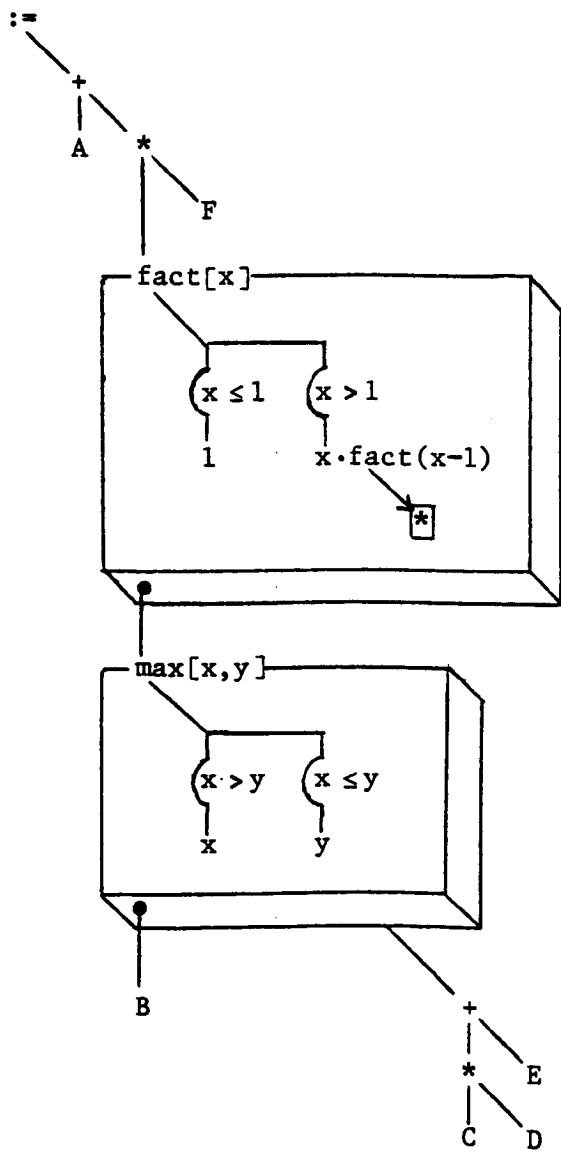 :=
+
A *
F
fact[x]
x ≤ 1 x > 1
1 x·fact(x-1)
*
max[x,y]
x > y x ≤ y
x y
B
+
* E
C D